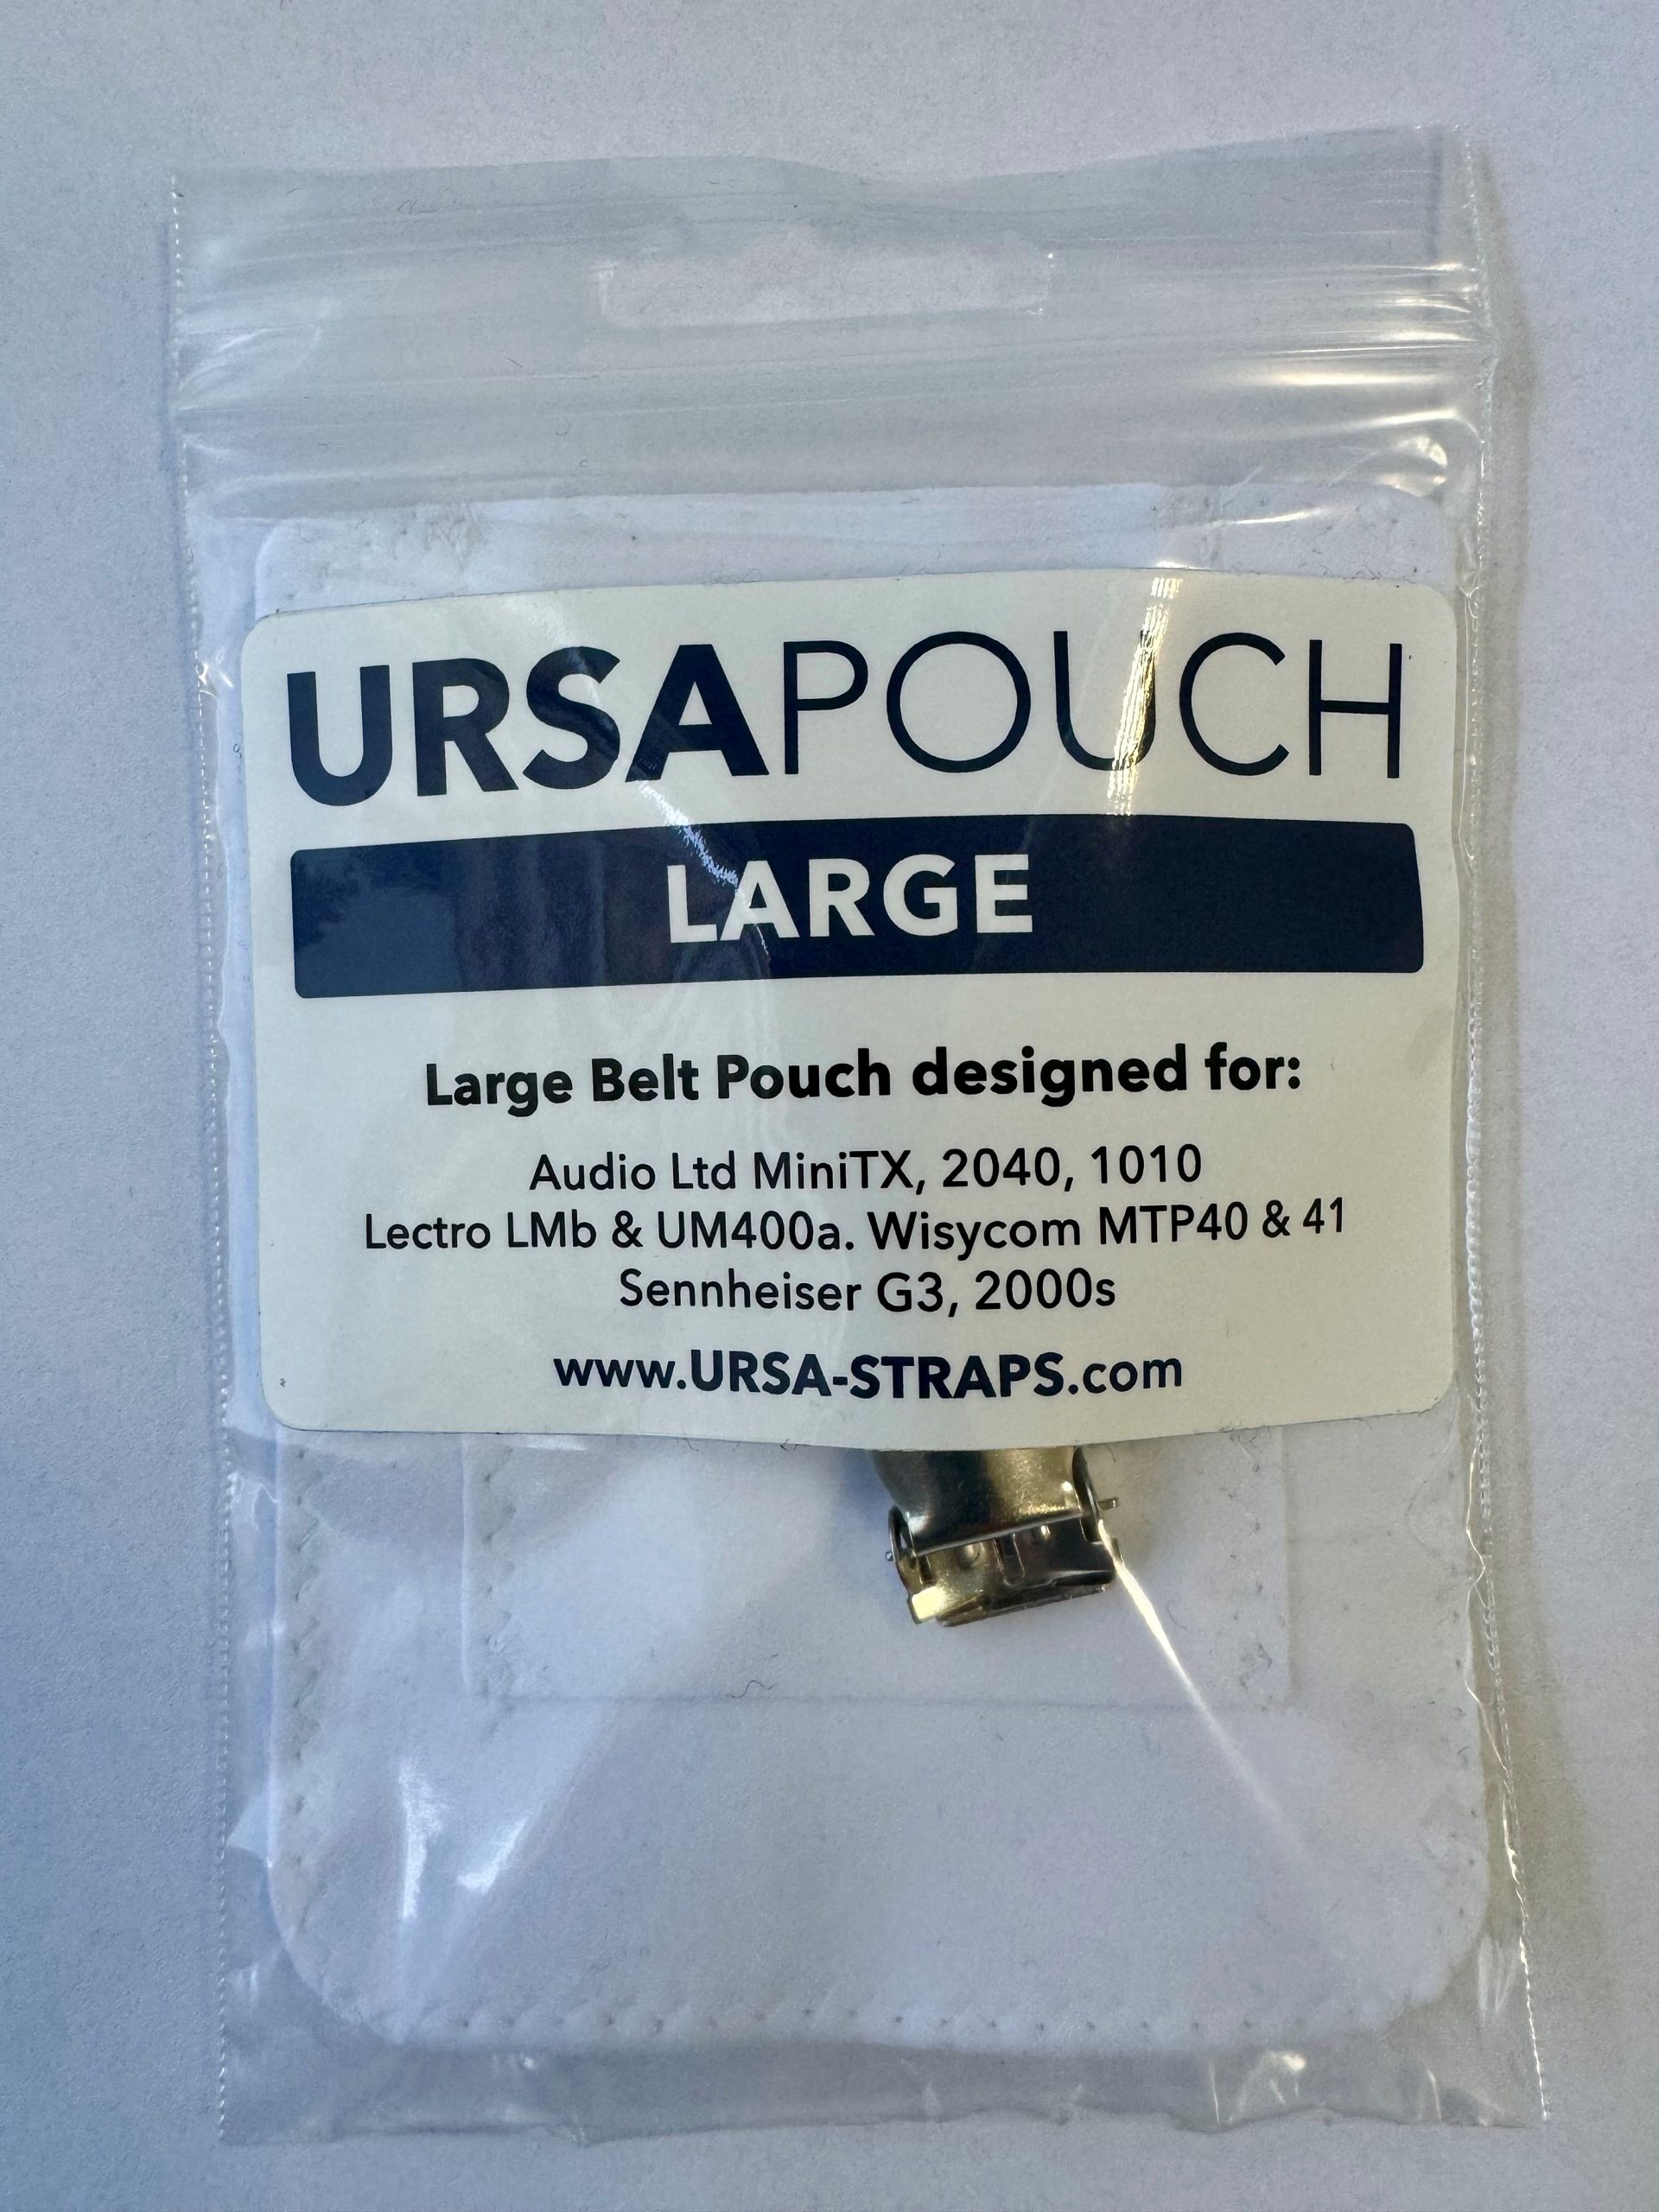 URSAPOUCH
LARGE
Large Belt Pouch designed for:
Audio Ltd MiniTX, 2040, 1010
Lectro LMb & UM400a. Wisycom MTP40 & 41
Sennheiser G3, 2000s
www.URSA-STRAPS.com